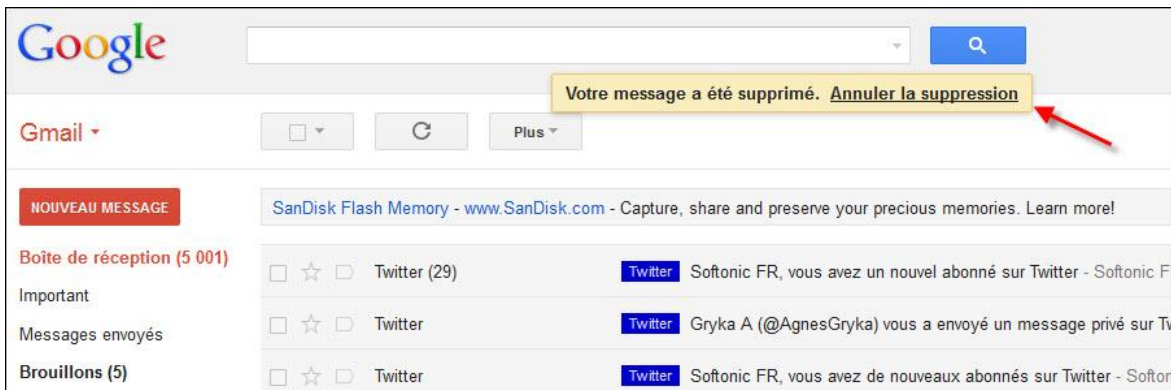 Google
Votre message a été supprimé. Annuler la suppression
Gmail
Plus
NOUVEAU MESSAGE
SanDisk Flash Memory - www.SanDisk.com - Capture, share and preserve your precious memories. Learn more!
Boîte de réception (5 001)
Twitter (29) Twitter Softonic FR, vous avez un nouvel abonné sur Twitter - Softonic F
Important
Twitter Twitter Gryka A (@AgnesGryka) vous a envoyé un message privé sur Tw
Messages envoyés
Brouillons (5)
Twitter Twitter Softonic FR, vous avez de nouveaux abonnés sur Twitter - Softon